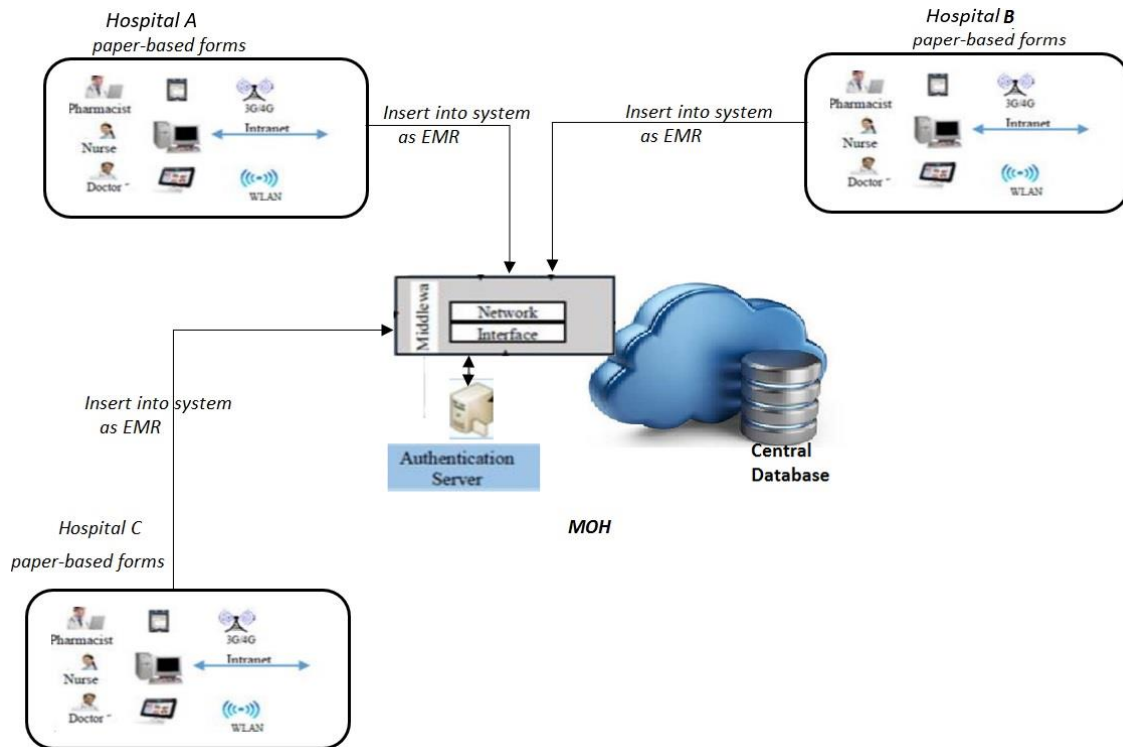 Hospital A
paper-based forms
Pharmacist
3G/4G
Intranet
Nurse
Doctor
WLAN
Insert into system
as EMR
Hospital B
paper-based forms
Insert into system
as EMR
Pharmacist
3G/4G
Intranet
Nurse
Doctor
WLAN
Middlewa
Network
Interface
Authentication
Server
Central
Database
MOH
Insert into system
as EMR
Hospital C
paper-based forms
Pharmacist
3G/4G
Intranet
Nurse
Doctor
WLAN